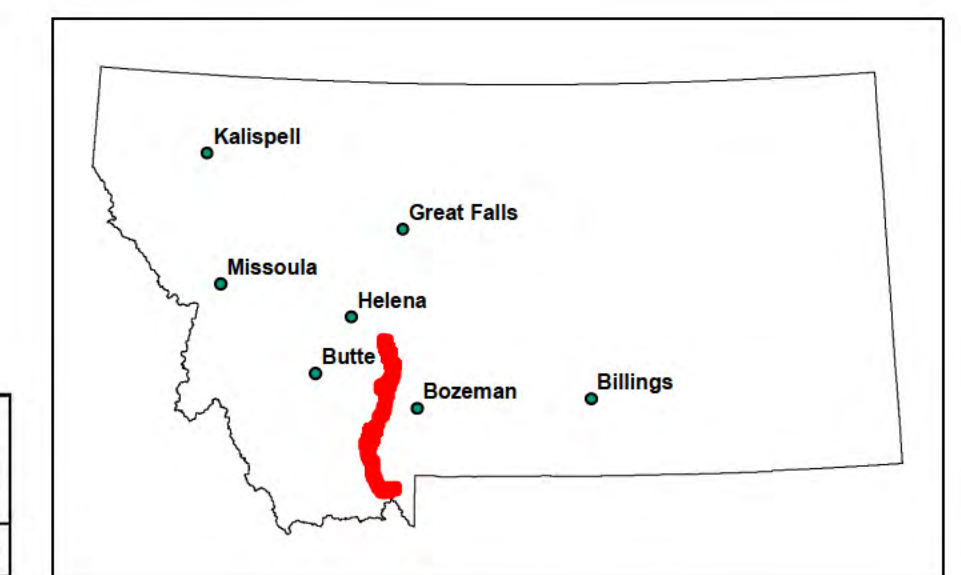 Kalispell
Great Falls
Missoula
Helena
Butte
Bozeman
Billings